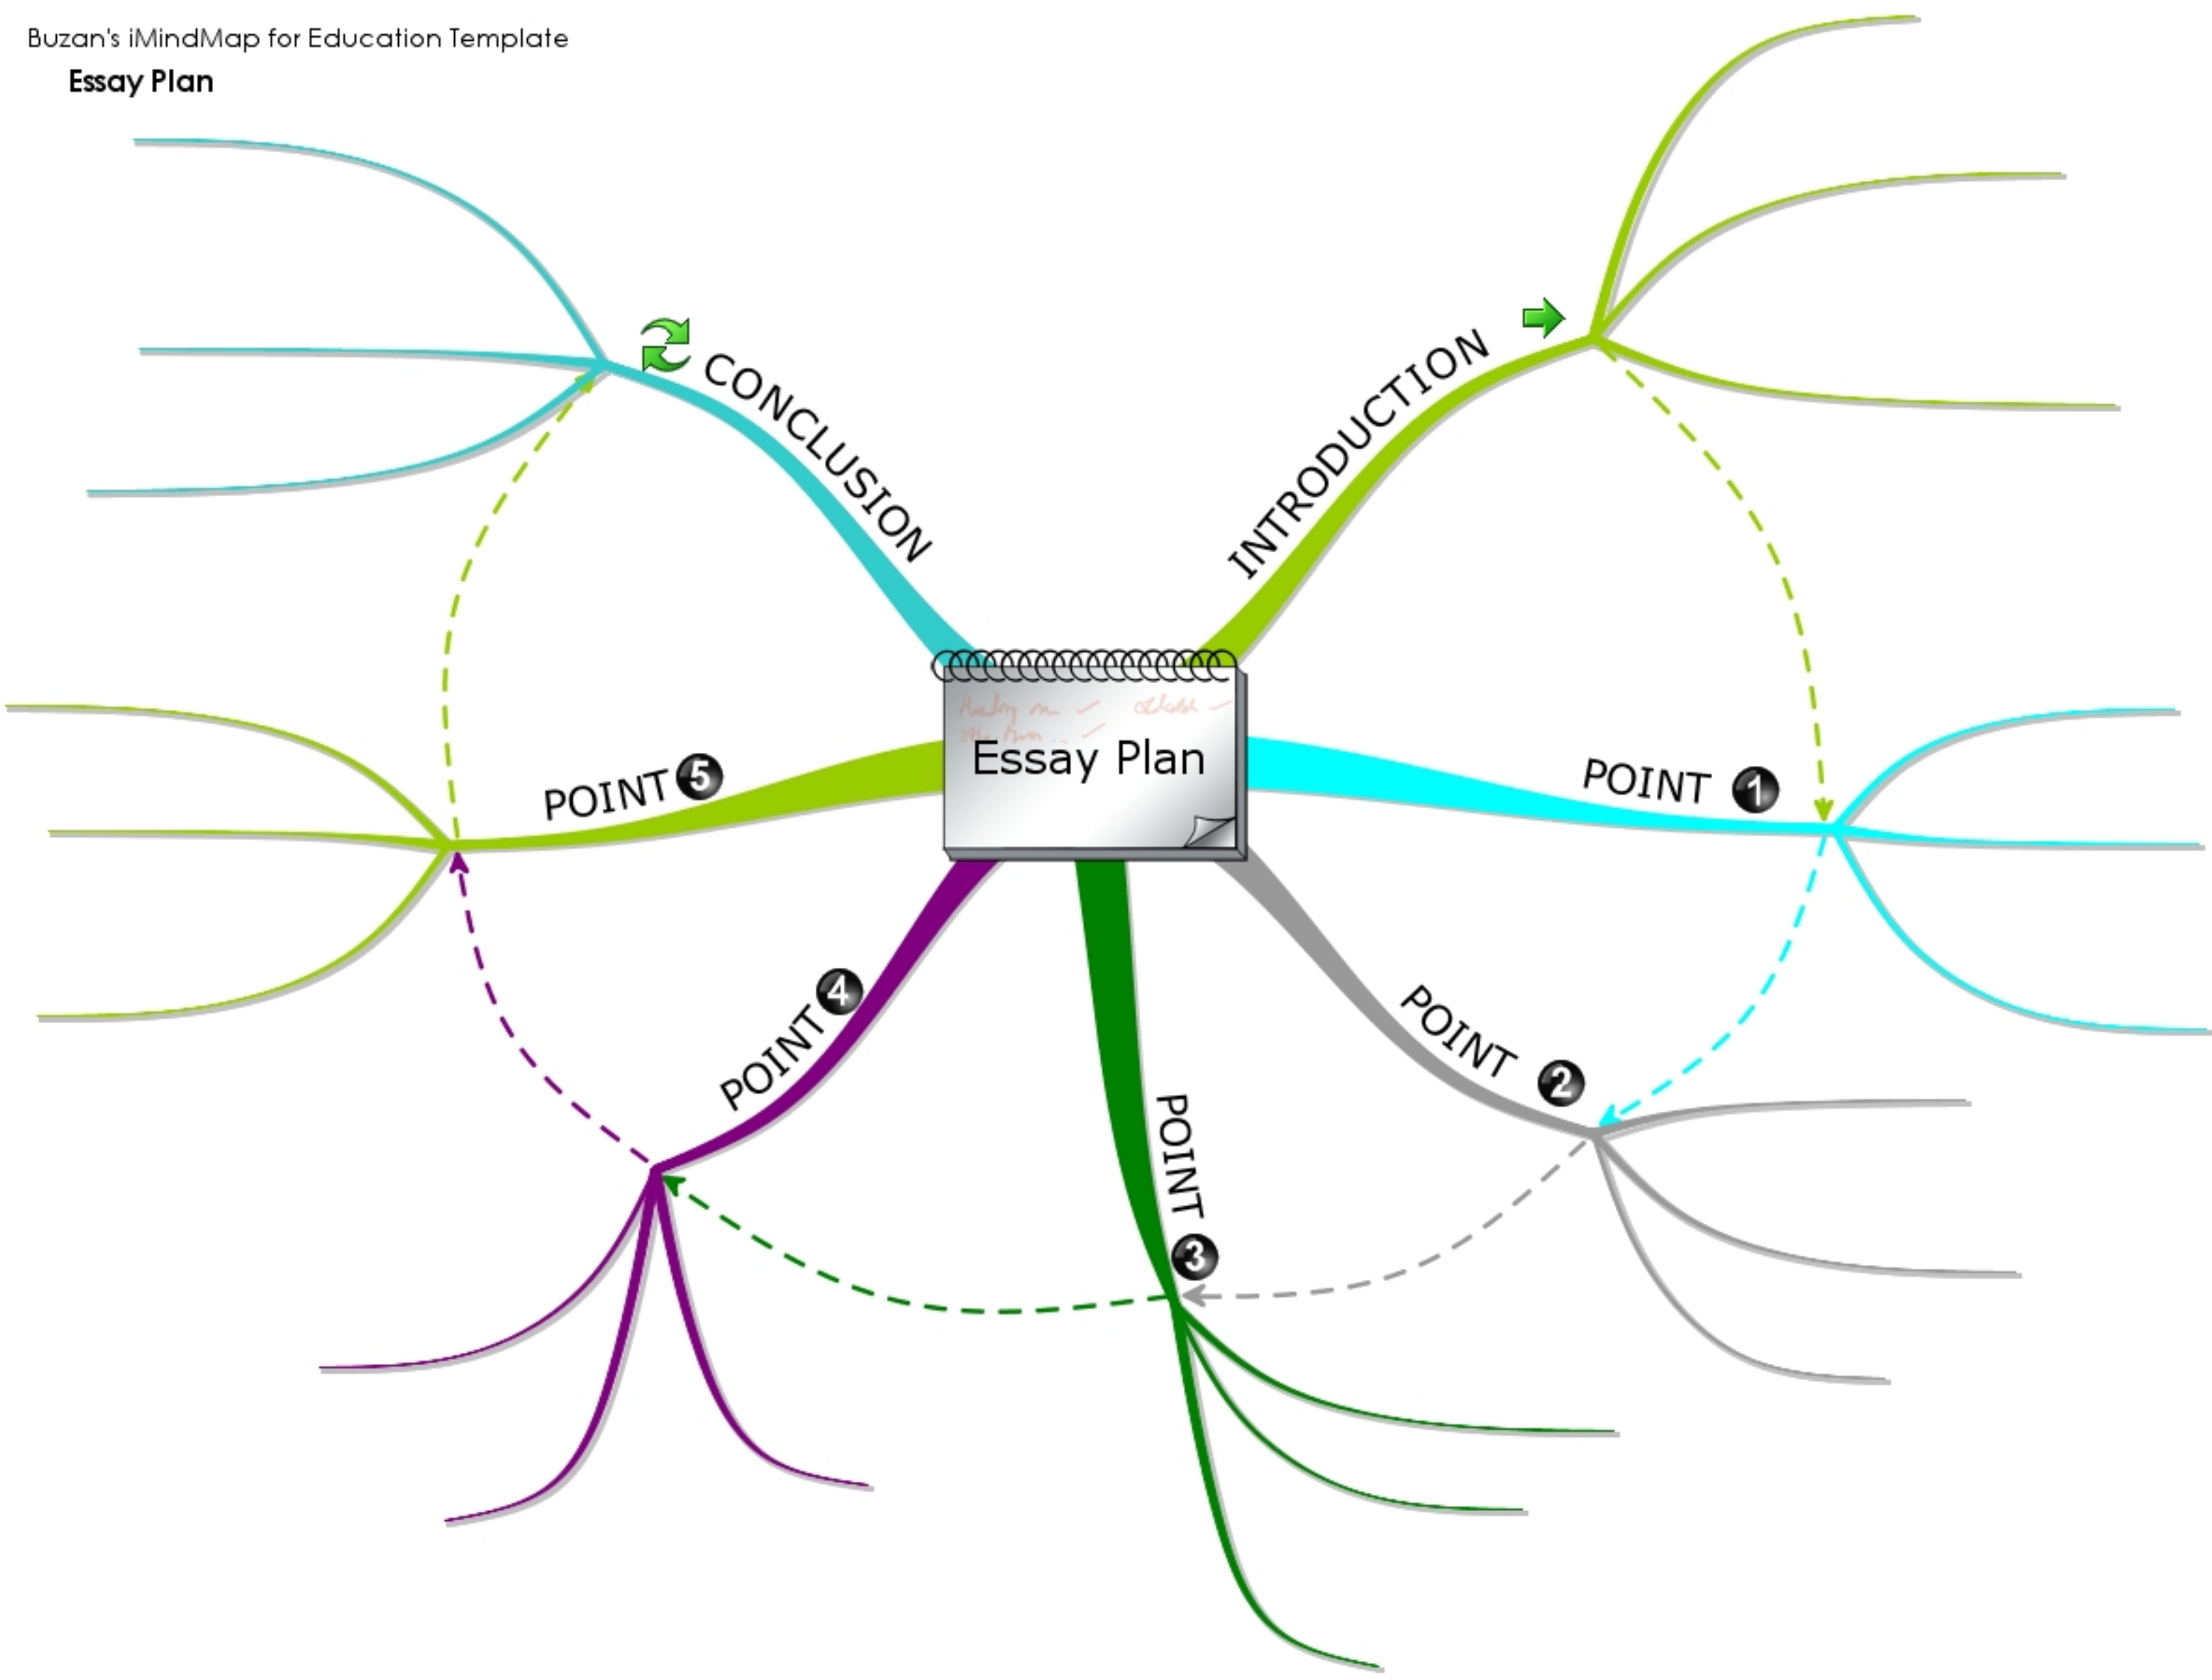 Buzan's iMindMap for Education Template
Essay Plan
INTRODUCTION
POINT 1
POINT 2
POINT 3
POINT 4
POINT 5
CONCLUSION
Essay Plan